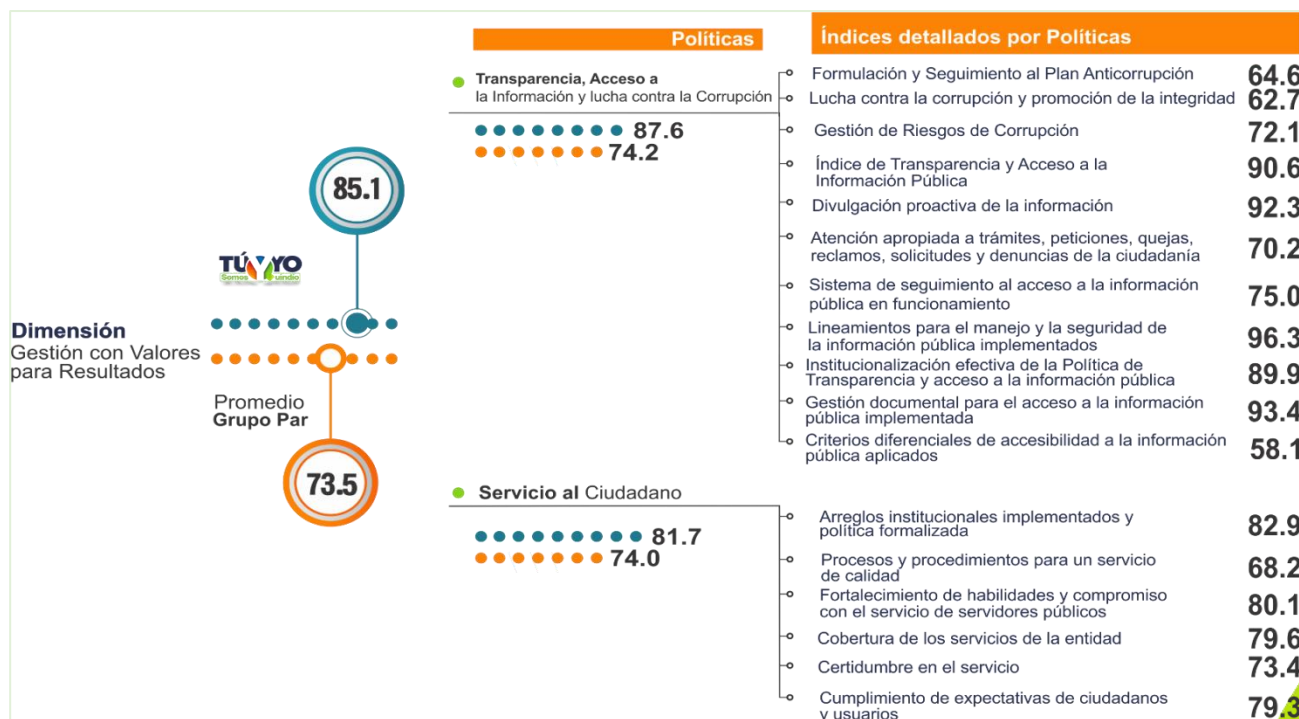 Políticas
Índices detallados por Políticas
Transparencia, Acceso a
la Información y lucha contra la Corrupción
87.6
74.2
Formulación y Seguimiento al Plan Anticorrupción 64.6
Lucha contra la corrupción y promoción de la integridad 62.7
Gestión de Riesgos de Corrupción 72.1
Índice de Transparencia y Acceso a la
Información Pública 90.6
Divulgación proactiva de la información 92.3
Atención apropiada a trámites, peticiones, quejas,
reclamos, solicitudes y denuncias de la ciudadanía 70.2
Sistema de seguimiento al acceso a la información
pública en funcionamiento 75.0
Lineamientos para el manejo y la seguridad de
la información pública implementados 96.3
Institucionalización efectiva de la Política de
Transparencia y acceso a la información pública 89.9
Gestión documental para el acceso a la información
pública implementada 93.4
Criterios diferenciales de accesibilidad a la información
pública aplicados 58.1
85.1
TÚ Y YO
Somos Quindío
Dimensión
Gestión con Valores
para Resultados
Promedio
Grupo Par
73.5
Servicio al Ciudadano
81.7
74.0
Arreglos institucionales implementados y
política formalizada 82.9
Procesos y procedimientos para un servicio
de calidad 68.2
Fortalecimiento de habilidades y compromiso
con el servicio de servidores públicos 80.1
Cobertura de los servicios de la entidad 79.6
Certidumbre en el servicio 73.4
Cumplimiento de expectativas de ciudadanos
y usuarios 79.3